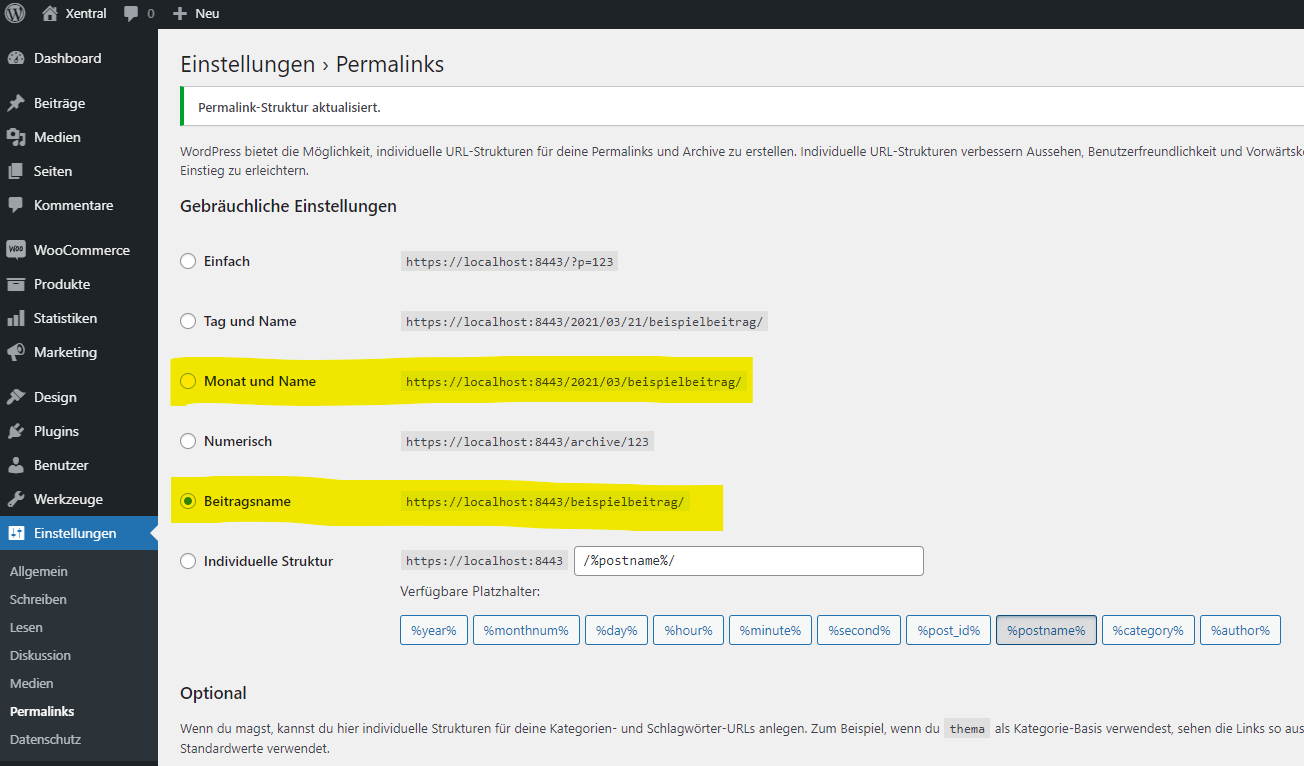 Xentral
0
Neu
Dashboard
Beiträge
Medien
Seiten
Kommentare
WOO
WooCommerce
Produkte
Statistiken
Marketing
Design
Plugins
Benutzer
Werkzeuge
Einstellungen
Allgemein
Schreiben
Lesen
Diskussion
Medien
Permalinks
Datenschutz
Einstellungen › Permalinks
Permalink-Struktur aktualisiert.
WordPress bietet die Möglichkeit, individuelle URL-Strukturen für deine Permalinks und Archive zu erstellen. Individuelle URL-Strukturen verbessern Aussehen, Benutzerfreundlichkeit und
Einstieg zu erleichtern.
Gebräuchliche Einstellungen
Einfach https://localhost:8443/?p=123
Tag und Name https://localhost:8443/2021/03/21/beispielbeitrag/
Monat und Name https://localhost:8443/2021/03/beispielbeitrag/
Numerisch https://localhost:8443/archive/123
Beitragsname https://localhost:8443/beispielbeitrag/
Individuelle Struktur https://localhost:8443 /%postname%/
Verfügbare Platzhalter:
%year% %monthnum% %day% %hour% %minute% %second% %post_id% %postname% %category% %author%
Optional
Wenn du magst, kannst du hier individuelle Strukturen für deine Kategorien- und Schlagwörter-URLs anlegen. Zum Beispiel, wenn du thema als Kategorie-Basis verwendest, sehen die Links so aus
Standardwerte verwendet.